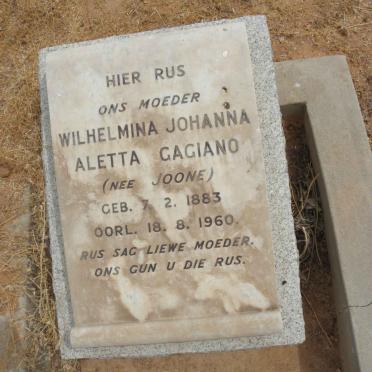 HIER RUS
ONS MOEDER
WILHELMINA JOHANNA
ALETTA GAGIANO
(NEE JOONE)
GEB. 7. 2. 1883
OORL. 18. 8. 1960
RUS SAG LIEWE MOEDER.
ONS GUN U DIE RUS.